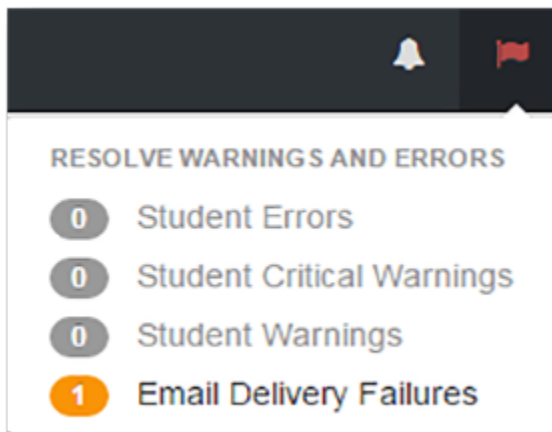 RESOLVE WARNINGS AND ERRORS
0 Student Errors
0 Student Critical Warnings
0 Student Warnings
1 Email Delivery Failures